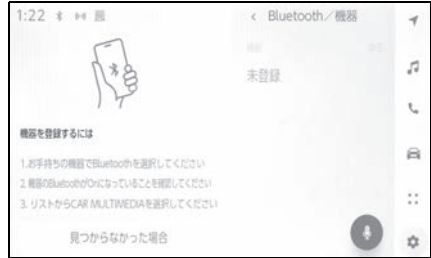 1:22
< Bluetooth/機器
未登録
機器を登録するには
1.お手持ちの機器でBluetoothを選択してください
2.機器のBluetoothがOnになっていることを確認してください
3. リストからCAR MULTIMEDIAを選択してください
見つからなかった場合